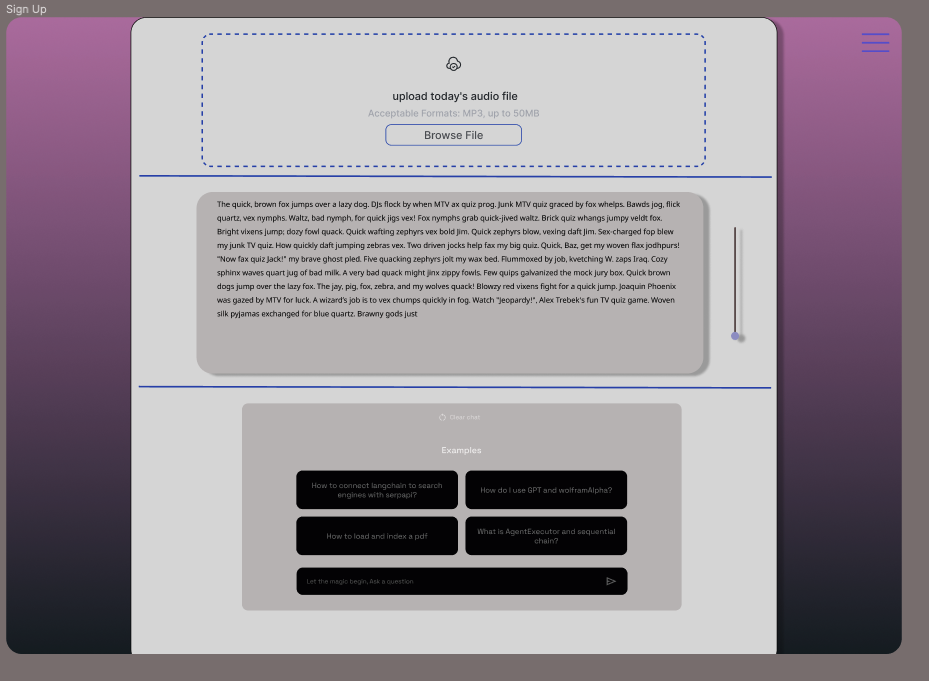 Sign Up
upload today's audio file
Acceptable Formats: MP3, up to 50MB
Browse File
The quick, brown fox jumps over a lazy dog. DJs flock by when MTV ax quiz prog. Junk MTV quiz graced by fox whelps. Bawds jog, flick
quartz, vex nymphs. Waltz, bad nymph, for quick jigs vex! Fox nymphs grab quick-jived waltz. Brick quiz whangs jumpy veldt fox.
Bright vixens jump; dozy fowl quack. Quick wafting zephyrs vex bold Jim. Quick zephyrs blow, vexing daft Jim. Sex-charged fop blew
my junk TV quiz. How quickly daft jumping zebras vex. Two driven jocks help fax my big quiz. Quick, Baz, get my woven flax jodhpurs!
"Now fax quiz Jack!" my brave ghost pled. Five quacking zephyrs jolt my wax bed. Flummoxed by job, kvetching W. zaps Iraq. Cozy
sphinx waves quart jug of bad milk. A very bad quack might jinx zippy fowls. Few quips galvanized the mock jury box. Quick brown
dogs jump over the lazy fox. The jay, pig, fox, zebra, and my wolves quack! Blowzy red vixens fight for a quick jump. Joaquin Phoenix
was gazed by MTV for luck. A wizard's job is to vex chumps quickly in fog. Watch "Jeopardy!", Alex Trebek's fun TV quiz game. Woven
silk pyjamas exchanged for blue quartz. Brawny gods just
Clear chat
Examples
How to connect langchain to search
engines with serpapi?
How do I use GPT and wolframAlpha?
How to load and index a pdf
What is AgentExecutor and sequential
chain?
Let the magic begin, Ask a question